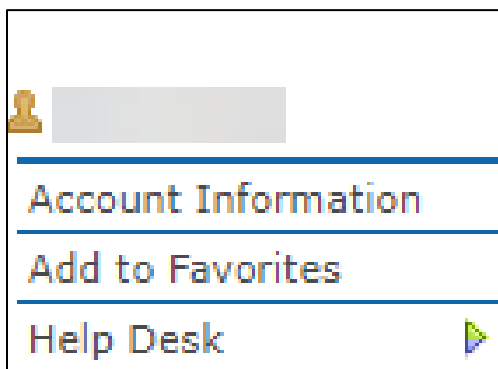 Account Information
Add to Favorites
Help Desk